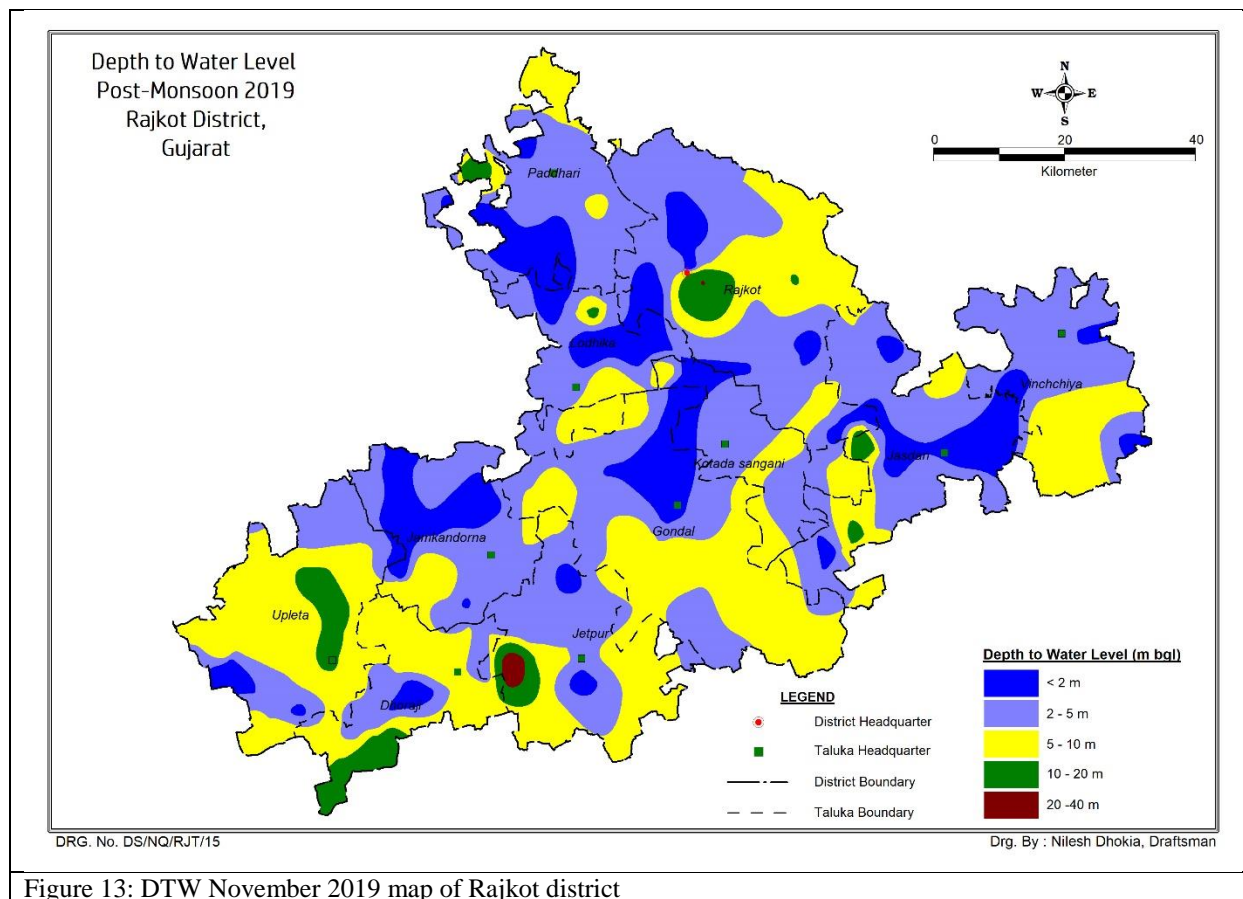 Depth to Water Level
Post-Monsoon 2019
Rajkot District,
Gujarat
N
W E
S
0 20 40
Kilometer
Paddhari
Rajkot
Lodhika
Vinchchiya
Kotada sangani
Jasdan
Gondal
Jamkandorna
Upleta
Jetpur
Dhoraji
LEGEND
District Headquarter
Taluka Headquarter
District Boundary
Taluka Boundary
Depth to Water Level (m bgl)
< 2 m
2 - 5 m
5 - 10 m
10 - 20 m
20 -40 m
DRG. No. DS/NQ/RJT/15
Drg. By : Nilesh Dhokia, Draftsman
Figure 13: DTW November 2019 map of Rajkot district